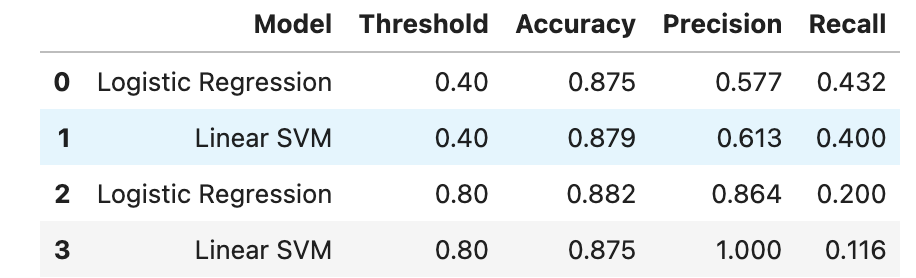 Model Threshold Accuracy Precision Recall
0 Logistic Regression 0.40 0.875 0.577 0.432
1 Linear SVM 0.40 0.879 0.613 0.400
2 Logistic Regression 0.80 0.882 0.864 0.200
3 Linear SVM 0.80 0.875 1.000 0.116